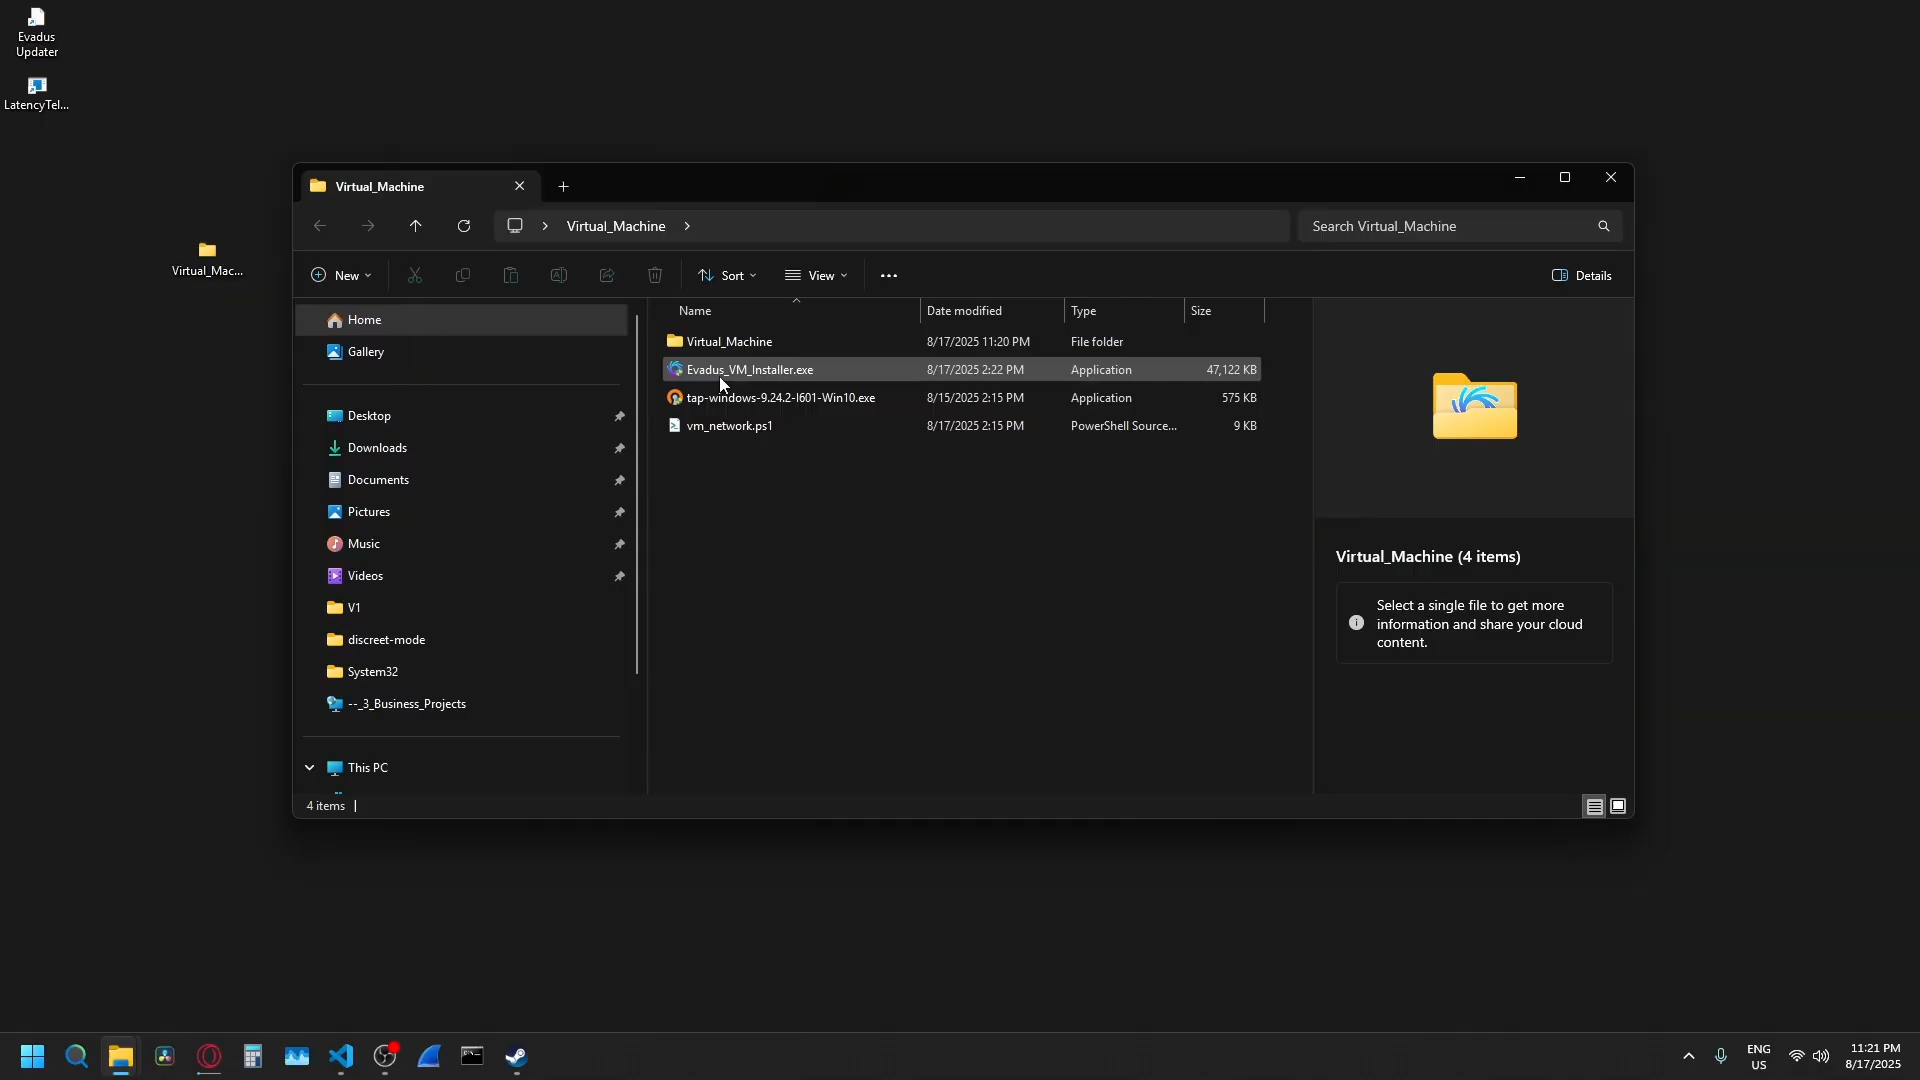 Evadus
Updater
LatencyTel...
Virtual_Mac...
Virtual_Machine
Virtual_Machine
Search Virtual_Machine
New
Sort
View
Details
Home
Gallery
Desktop
Downloads
Documents
Pictures
Music
Videos
V1
discreet-mode
System32
--_3_Business_Projects
This PC
Name Date modified Type Size
Virtual_Machine 8/17/2025 11:20 PM File folder
Evadus_VM_Installer.exe 8/17/2025 2:22 PM Application 47,122 KB
tap-windows-9.24.2-I601-Win10.exe 8/15/2025 2:15 PM Application 575 KB
vm_network.ps1 8/17/2025 2:15 PM PowerShell Source... 9 KB
Virtual_Machine (4 items)
Select a single file to get more
information and share your cloud
content.
4 items
ENG
US
11:21 PM
8/17/2025